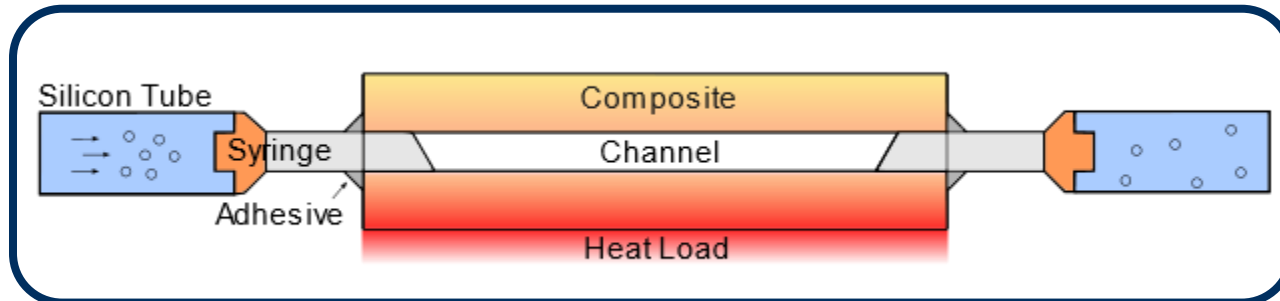 Silicon Tube
Composite
Syringe
Channel
Adhesive
Heat Load